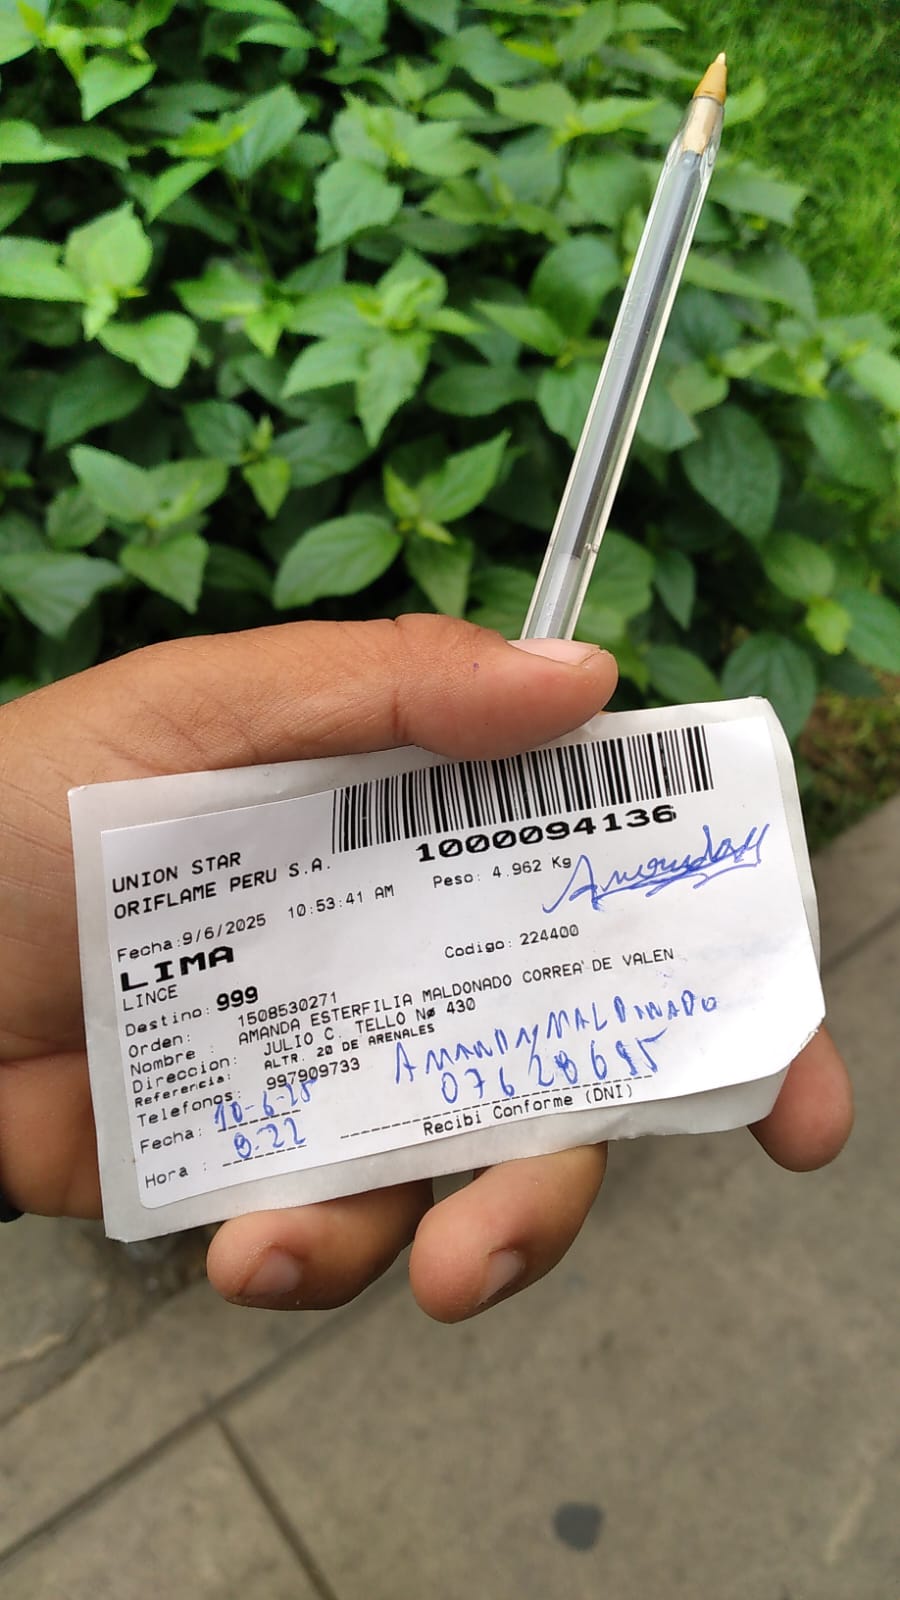 1000094136
UNION STAR
ORIFLAME PERU S.A.
Peso: 4.962 Kg
Fecha:9/6/2025 10:53:41 AM
LIMA
LINCE
Codigo: 224400
Destino: 999
Orden: 1508530271
Nombre : AMANDA ESTERFILIA MALDONADO CORREA' DE VALEN
Direccion: JULIO C. TELLO Nº 430
Referencia: ALTR. 20 DE ARENALES
Telefonos: 997909733
AMANDA MALDONADO
Fecha: 10-6-25
07628695
Hora : 8:22
Recibi Conforme (DNI)